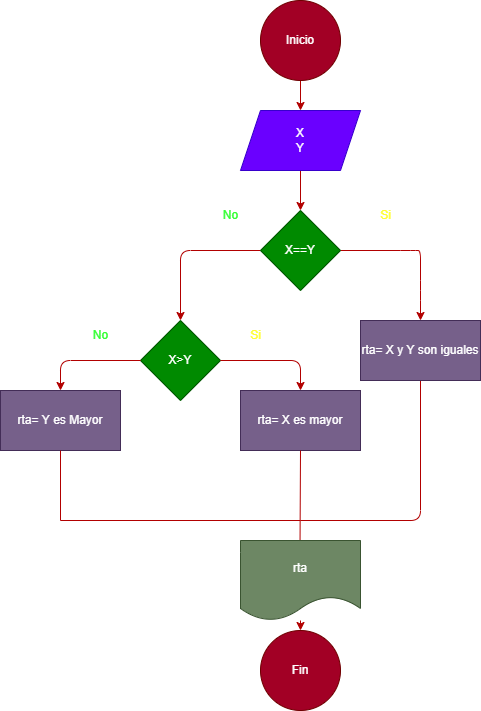 Inicio
X
Y
No
Si
X==Y
No
Si
X>Y
rta= X y Y son iguales
rta= Y es Mayor
rta= X es mayor
rta
Fin